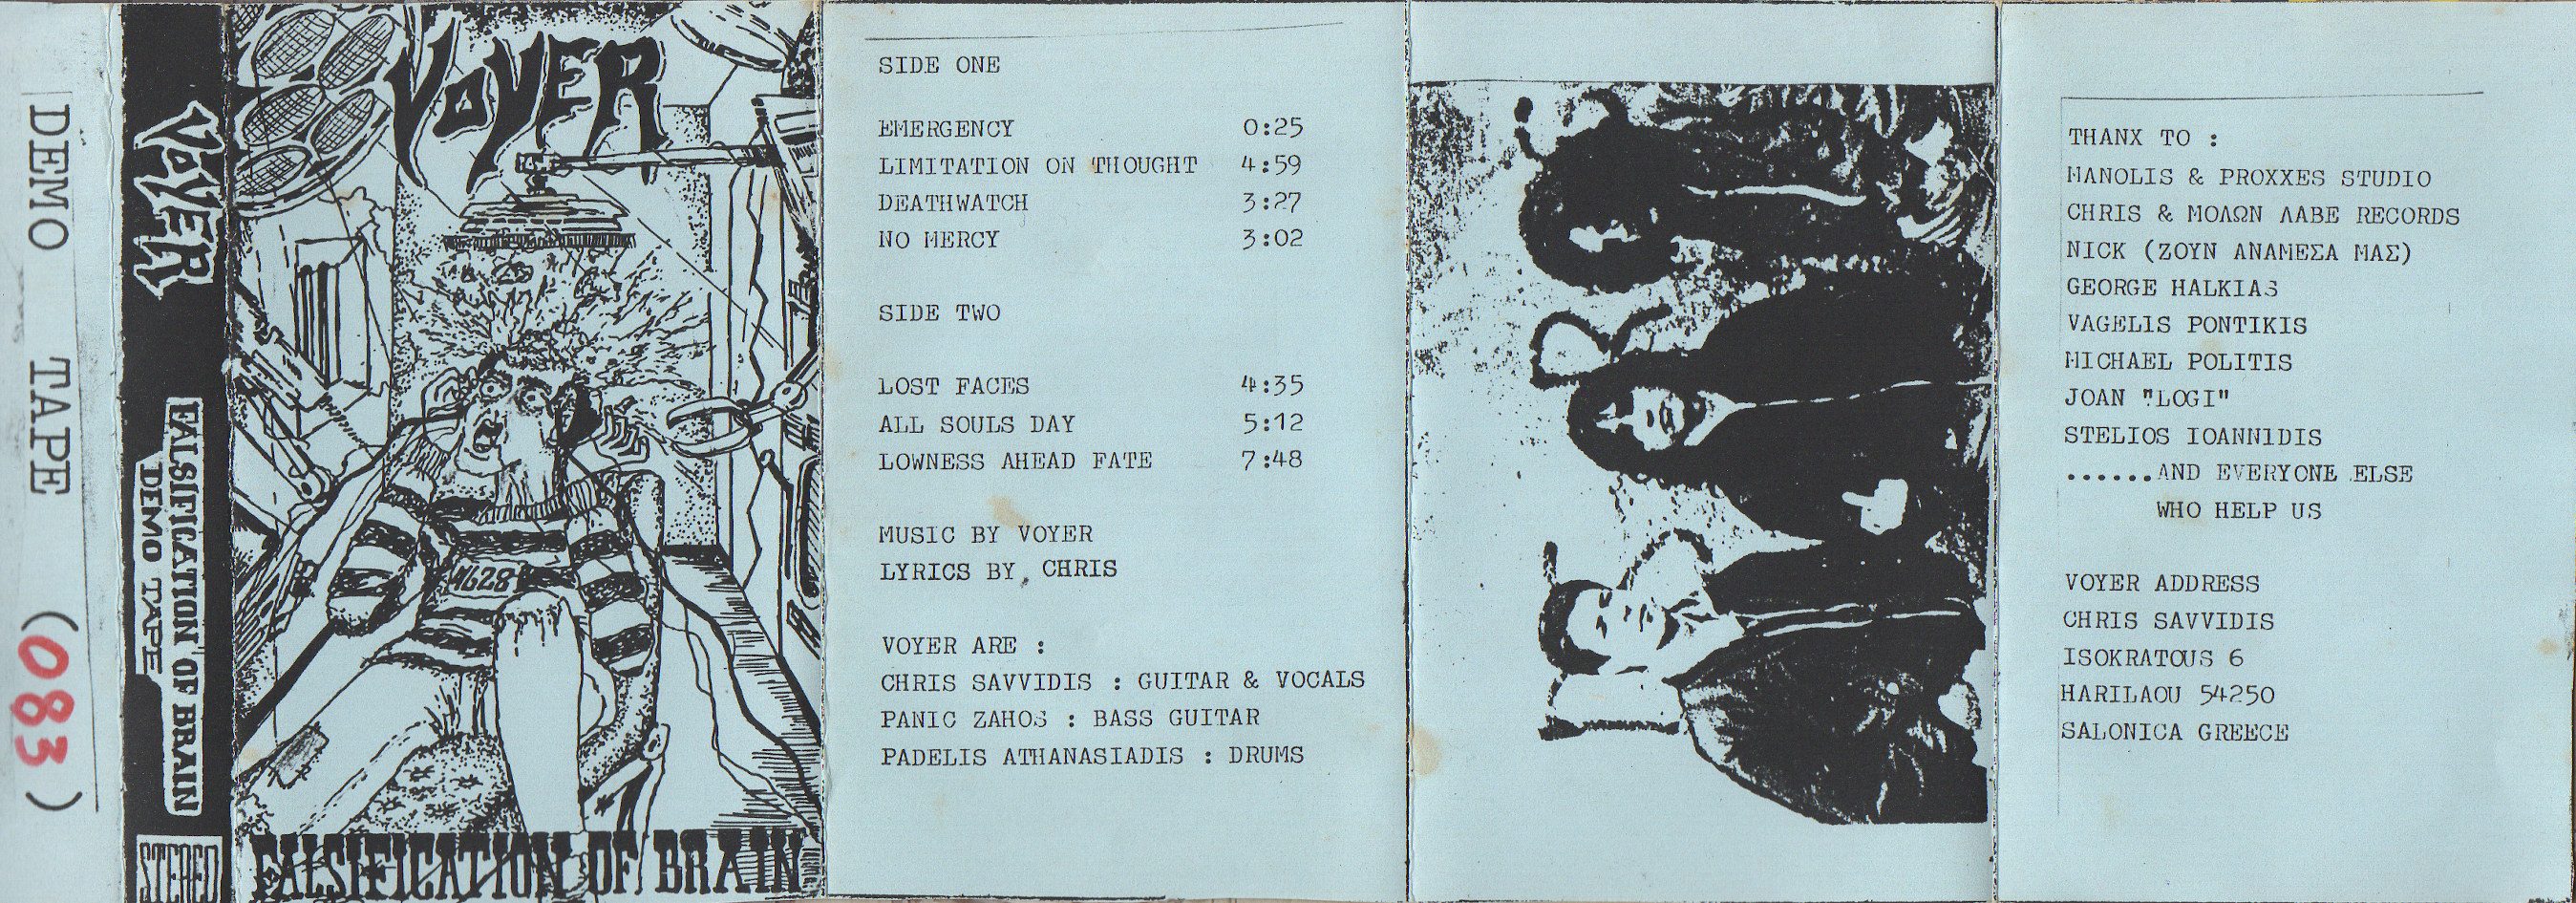 DEMO TAPE (083)
VOYER
FALSIFICATION OF BRAIN
DEMO TAPE
STEREO
VOYER
4628
FALSIFICATION OF BRAIN
SIDE ONE
EMERGENCY 0:25
LIMITATION ON THOUGHT 4:59
DEATHWATCH 3:27
NO MERCY 3:02
SIDE TWO
LOST FACES 4:35
ALL SOULS DAY 5:12
LOWNESS AHEAD FATE 7:48
MUSIC BY VOYER
LYRICS BY CHRIS
VOYER ARE :
CHRIS SAVVIDIS : GUITAR & VOCALS
PANIC ZAHOS : BASS GUITAR
PADELIS ATHANASIADIS : DRUMS
THANX TO :
MANOLIS & PROXXES STUDIO
CHRIS & ΜΟΛΩΝ ΛΑΒΕ RECORDS
NICK (ΖΟΥΝ ΑΝΑΜΕΣΑ ΜΑΣ)
GEORGE HALKIAS
VAGELIS PONTIKIS
MICHAEL POLITIS
JOAN "LOGI"
STELIOS IOANNIDIS
......AND EVERYONE ELSE
WHO HELP US
VOYER ADDRESS
CHRIS SAVVIDIS
ISOKRATOUS 6
HARILAOU 54250
SALONICA GREECE